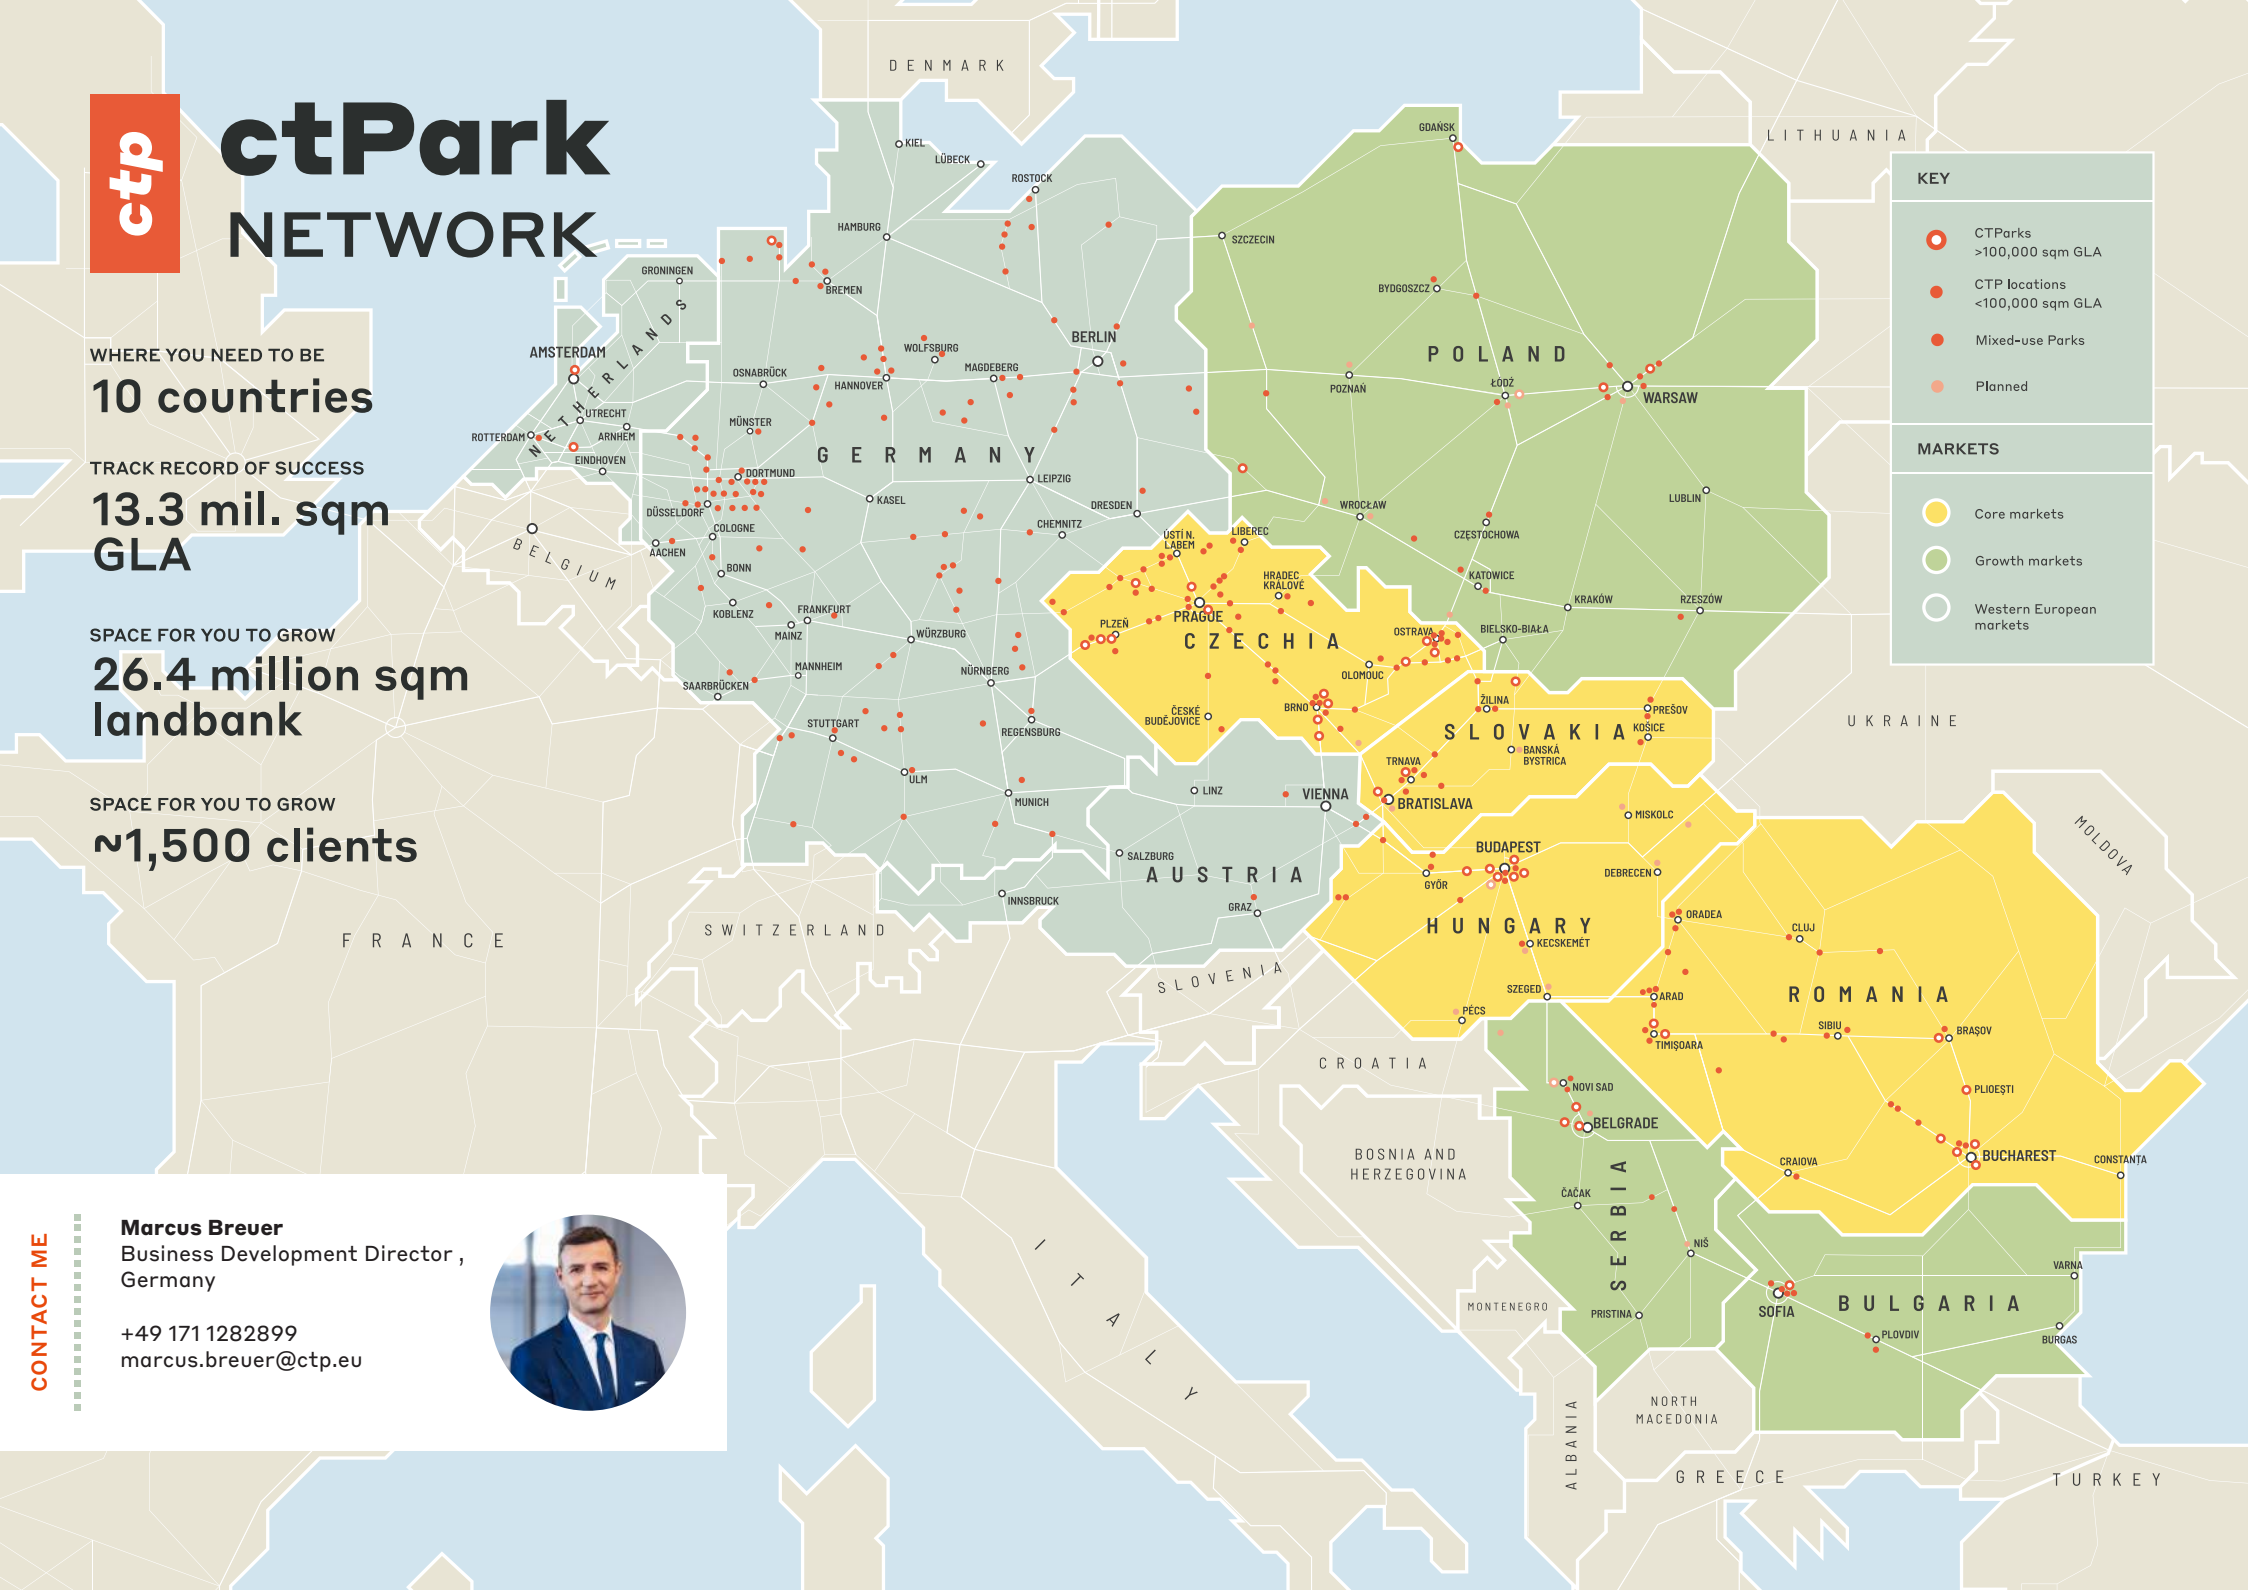 ctp
ctPark
NETWORK
WHERE YOU NEED TO BE
10 countries
TRACK RECORD OF SUCCESS
13.3 mil. sqm
GLA
SPACE FOR YOU TO GROW
26.4 million sqm
landbank
SPACE FOR YOU TO GROW
~1,500 clients
CONTACT ME
Marcus Breuer
Business Development Director ,
Germany
+49 171 1282899
marcus.breuer@ctp.eu
KEY
CTParks
>100,000 sqm GLA
CTP locations
<100,000 sqm GLA
Mixed-use Parks
Planned
MARKETS
Core markets
Growth markets
Western European
markets
DENMARK
LITHUANIA
KIEL
LÜBECK
ROSTOCK
HAMBURG
GRONINGEN
BREMEN
AMSTERDAM
NETHERLANDS
UTRECHT
ROTTERDAM
ARNHEM
EINDHOVEN
BELGIUM
OSNABRÜCK
HANNOVER
WOLFSBURG
MAGDEBERG
BERLIN
MÜNSTER
GERMANY
DORTMUND
DÜSSELDORF
COLOGNE
AACHEN
BONN
KOBLENZ
KASEL
LEIPZIG
DRESDEN
CHEMNITZ
FRANKFURT
MAINZ
WÜRZBURG
MANNHEIM
SAARBRÜCKEN
NÜRNBERG
STUTTGART
REGENSBURG
ULM
MUNICH
GDAŃSK
SZCZECIN
BYDGOSZCZ
POLAND
POZNAŃ
ŁÓDŹ
WARSAW
LUBLIN
WROCŁAW
CZĘSTOCHOWA
KATOWICE
KRAKÓW
RZESZÓW
BIELSKO-BIAŁA
ÚSTÍ N.
LABEM
LIBEREC
HRADEC
KRÁLOVÉ
PRAGUE
PLZEŇ
CZECHIA
OSTRAVA
OLOMOUC
BRNO
ČESKÉ
BUDĚJOVICE
ŽILINA
PREŠOV
SLOVAKIA
KOŠICE
BANSKÁ
BYSTRICA
TRNAVA
BRATISLAVA
UKRAINE
MOLDOVA
LINZ
VIENNA
SALZBURG
AUSTRIA
INNSBRUCK
GRAZ
MISKOLC
BUDAPEST
DEBRECEN
GYŐR
HUNGARY
KECSKEMÉT
SZEGED
PÉCS
FRANCE
SWITZERLAND
SLOVENIA
CROATIA
BOSNIA AND
HERZEGOVINA
MONTENEGRO
ITALY
ALBANIA
NORTH
MACEDONIA
GREECE
TURKEY
ORADEA
CLUJ
ARAD
ROMANIA
TIMIȘOARA
SIBIU
BRAȘOV
PLIOEȘTI
BUCHAREST
CRAIOVA
CONSTANȚA
NOVI SAD
BELGRADE
SERBIA
ČAČAK
NIŠ
PRISTINA
SOFIA
BULGARIA
PLOVDIV
VARNA
BURGAS